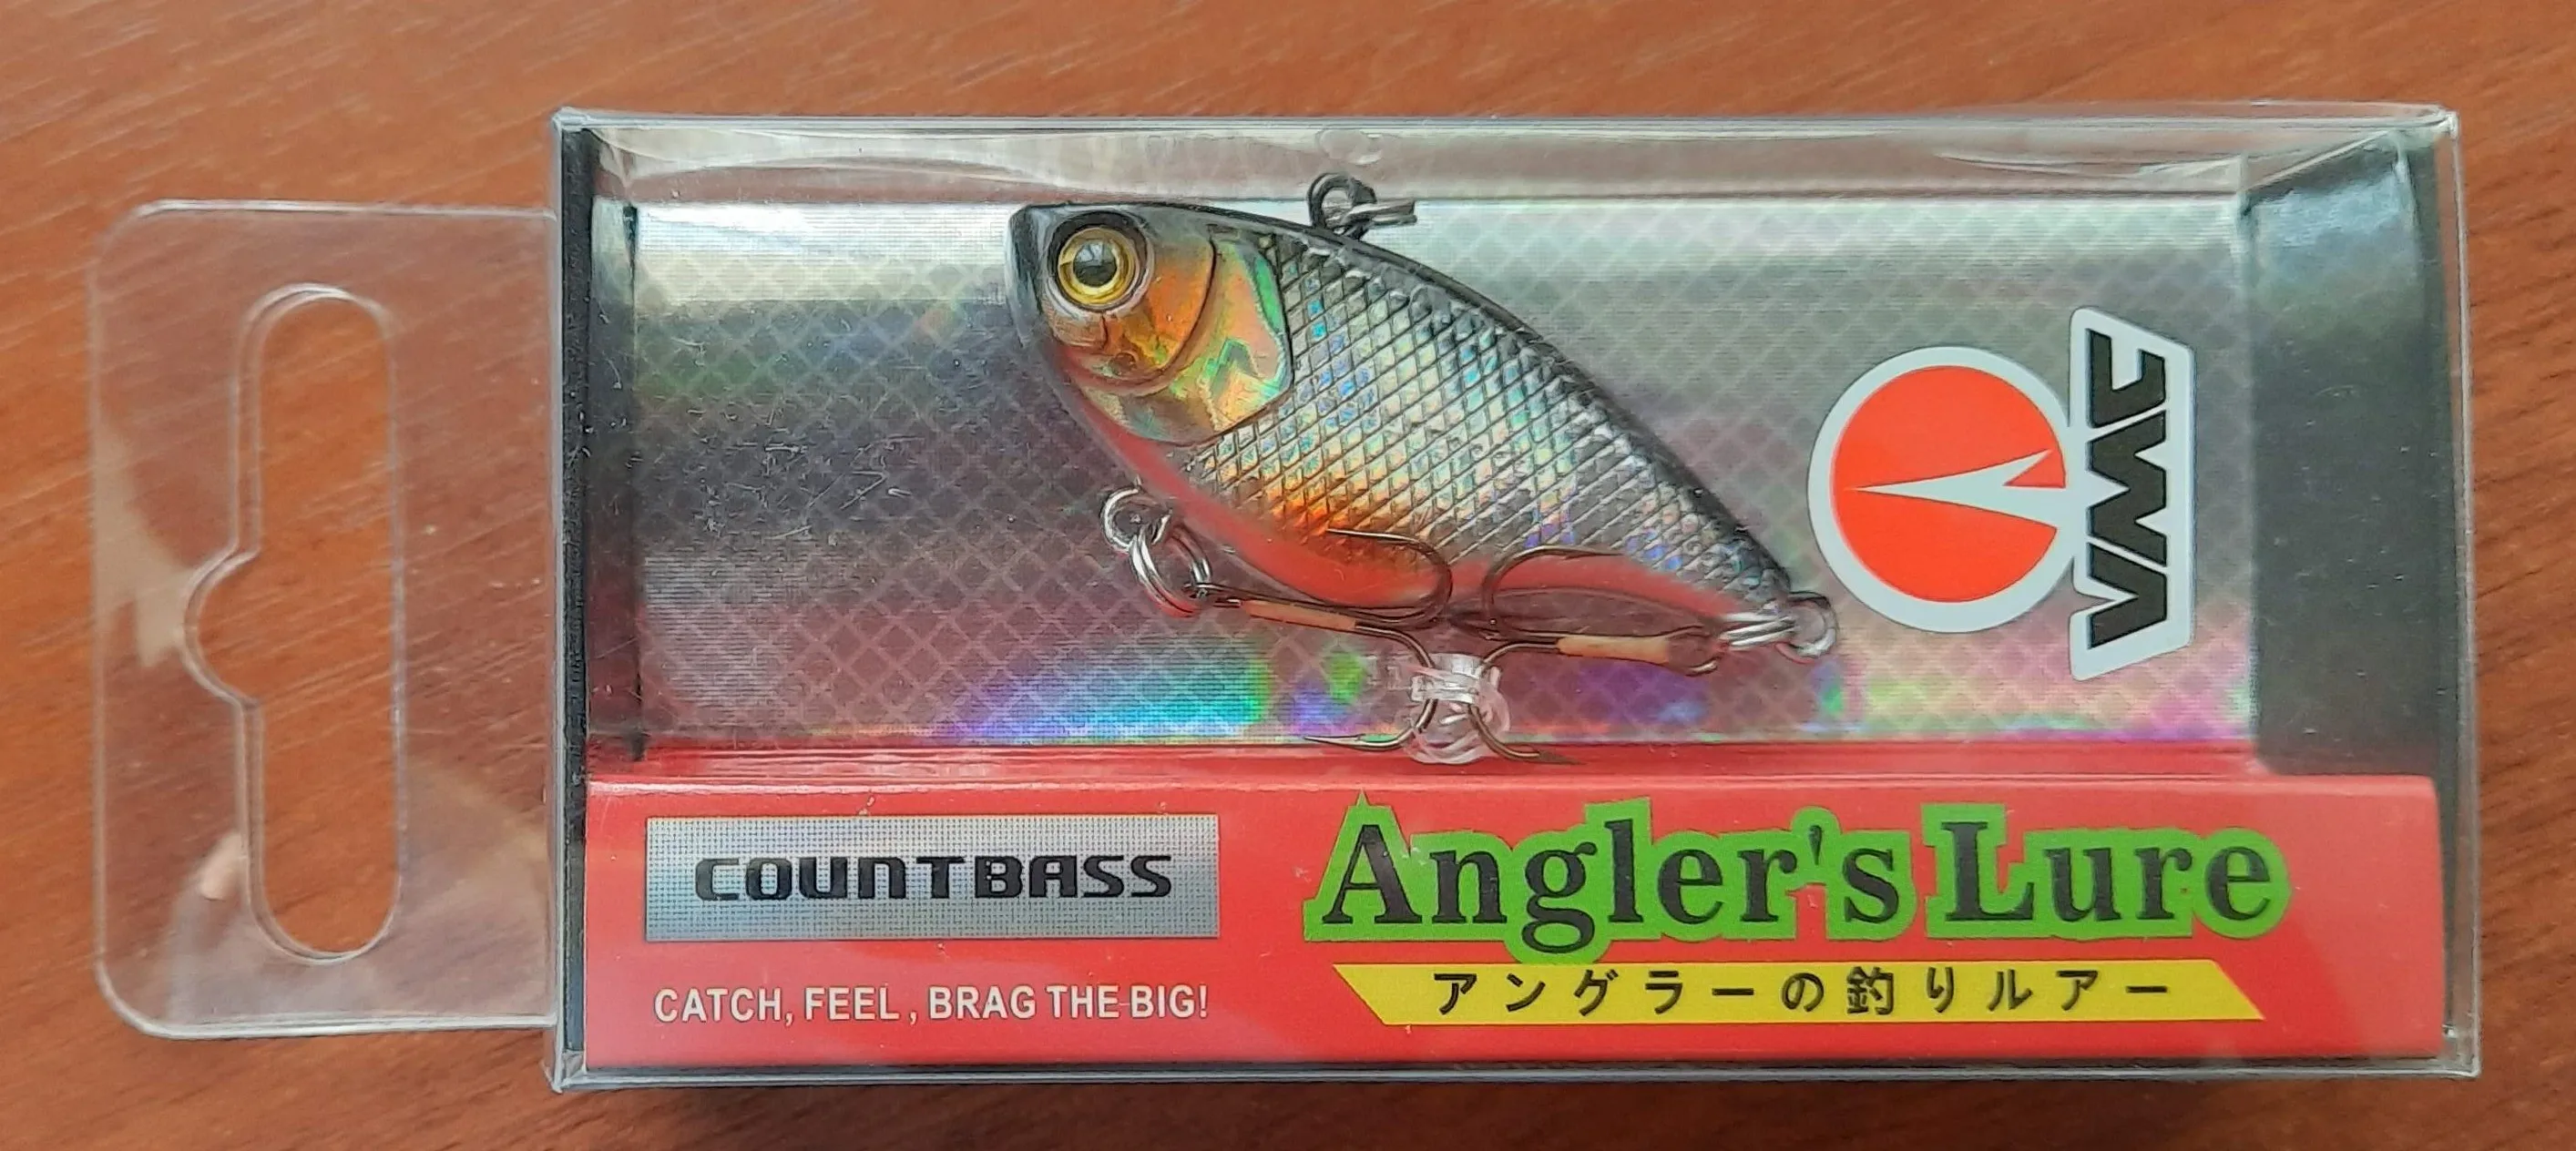 VMC
COUNTBASS
CATCH, FEEL , BRAG THE BIG!
Angler's Lure
アングラーの釣りルアー